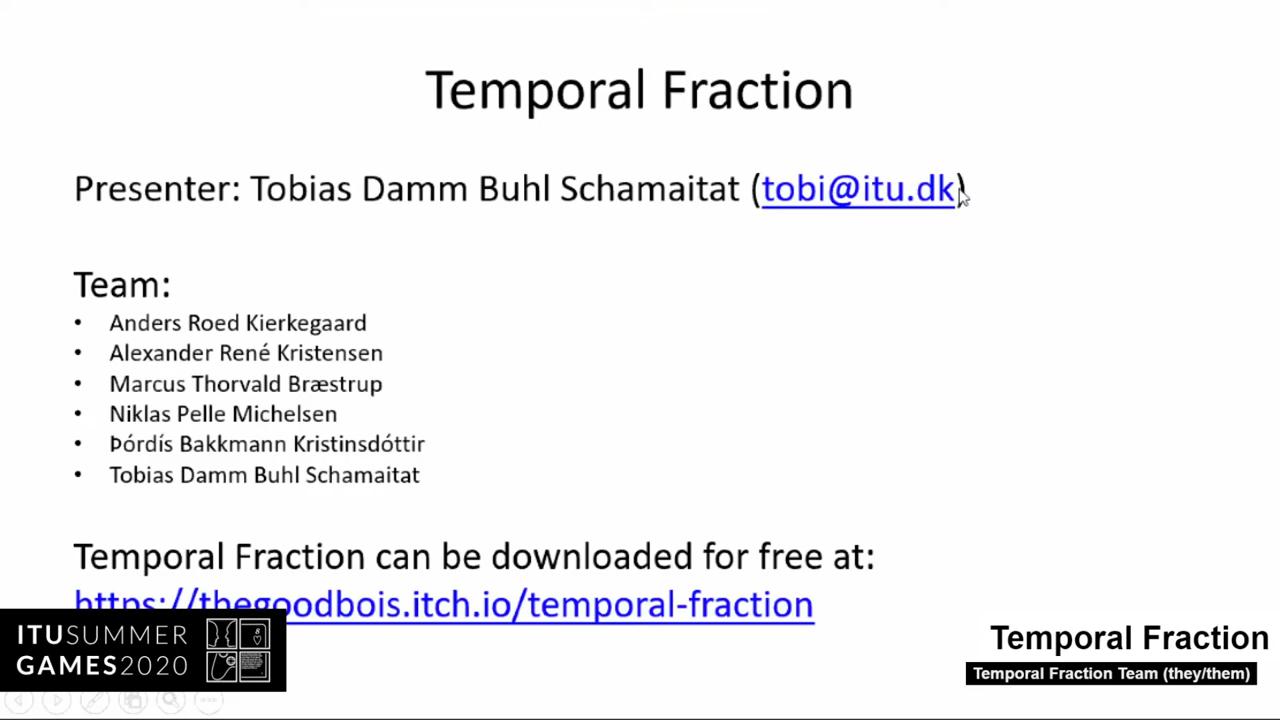 Temporal Fraction
Presenter: Tobias Damm Buhl Schamaitat (tobi@itu.dk)
Team:
• Anders Roed Kierkegaard
• Alexander René Kristensen
• Marcus Thorvald Bræstrup
• Niklas Pelle Michelsen
• Þórdís Bakkmann Kristinsdóttir
• Tobias Damm Buhl Schamaitat
Temporal Fraction can be downloaded for free at:
https://thegoodbois.itch.io/temporal-fraction
ITUSUMMER
GAMES2020
Temporal Fraction
Temporal Fraction Team (they/them)